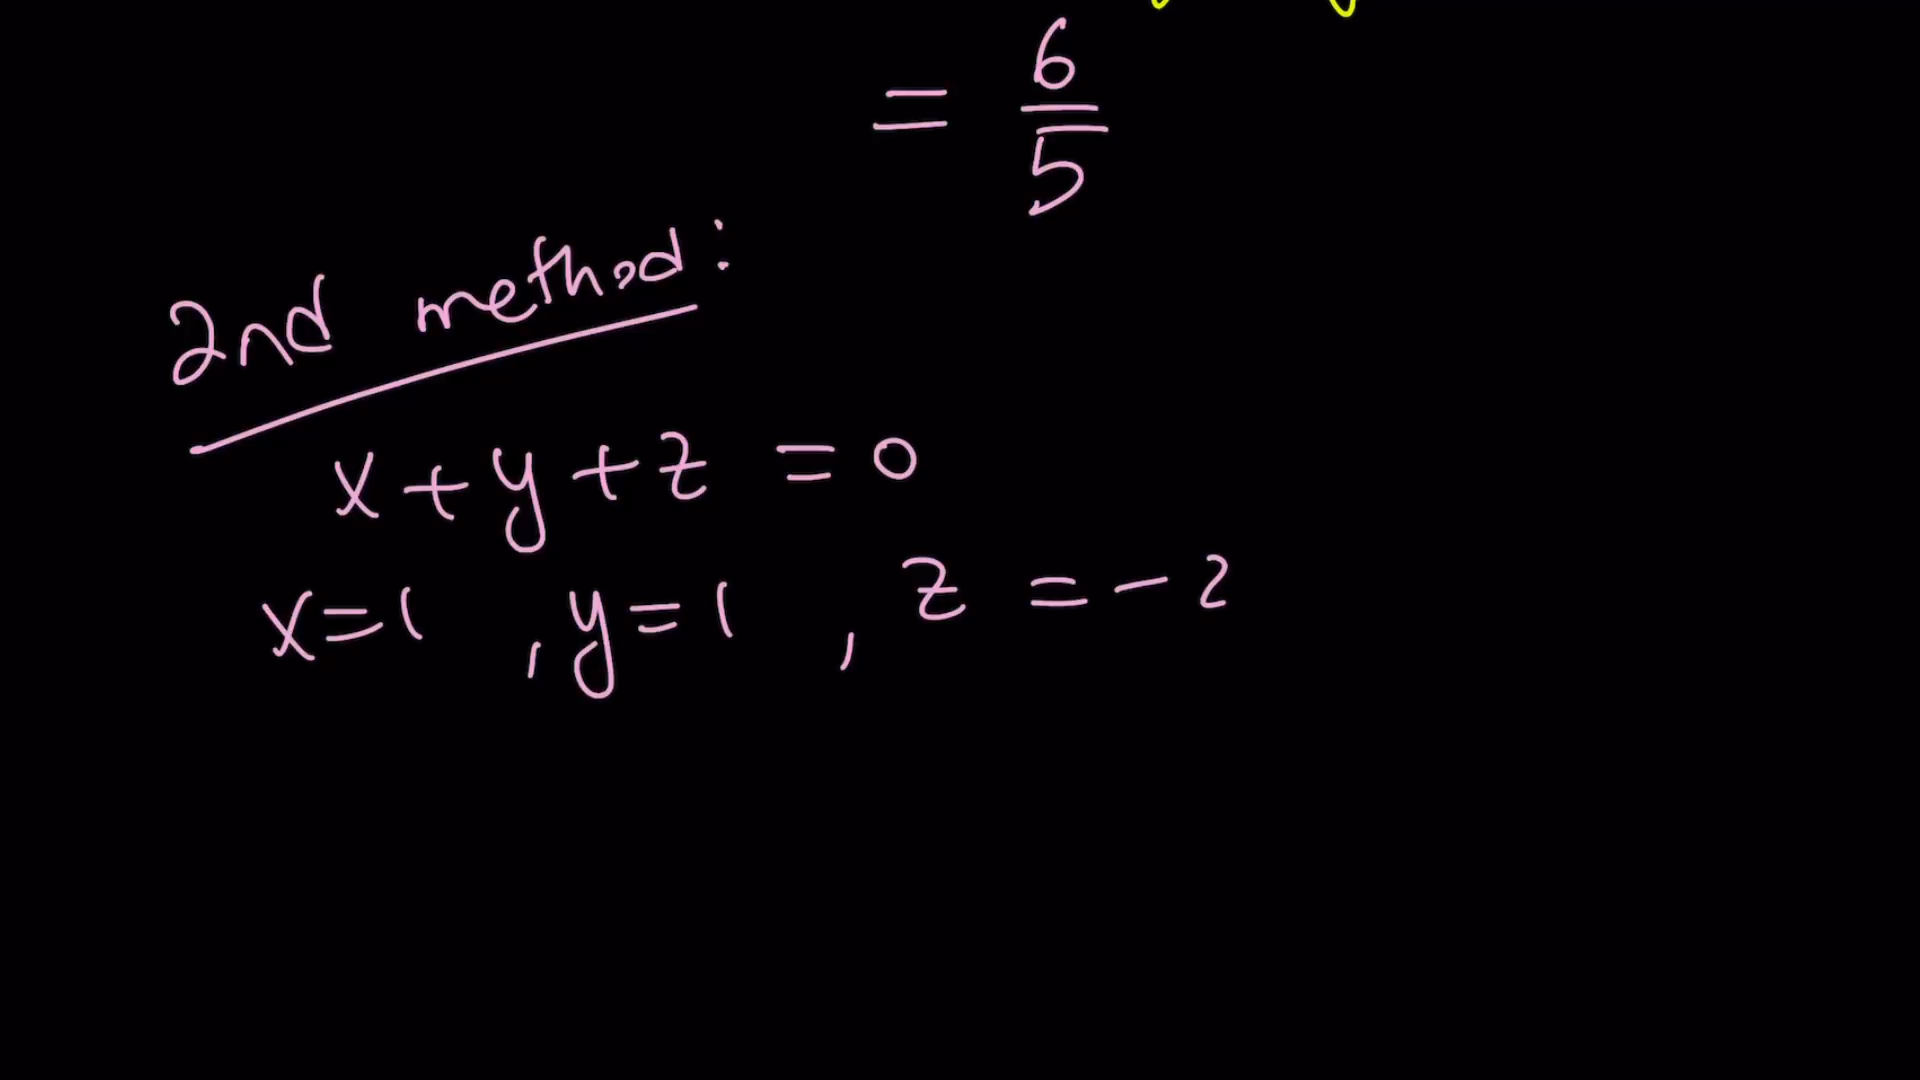 = 6/5
2nd method:
x+y+z = 0
x=1 , y=1 , z = -2